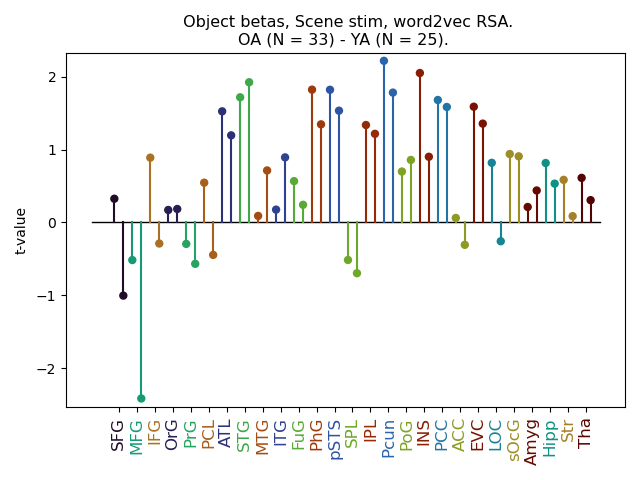 Object betas, Scene stim, word2vec RSA.
OA (N = 33) - YA (N = 25).
t-value
2
1
0
−1
−2
SFG
MFG
IFG
OrG
PrG
PCL
ATL
STG
MTG
ITG
FuG
PhG
pSTS
SPL
IPL
Pcun
PoG
INS
PCC
ACC
EVC
LOC
sOcG
Amyg
Hipp
Str
Tha